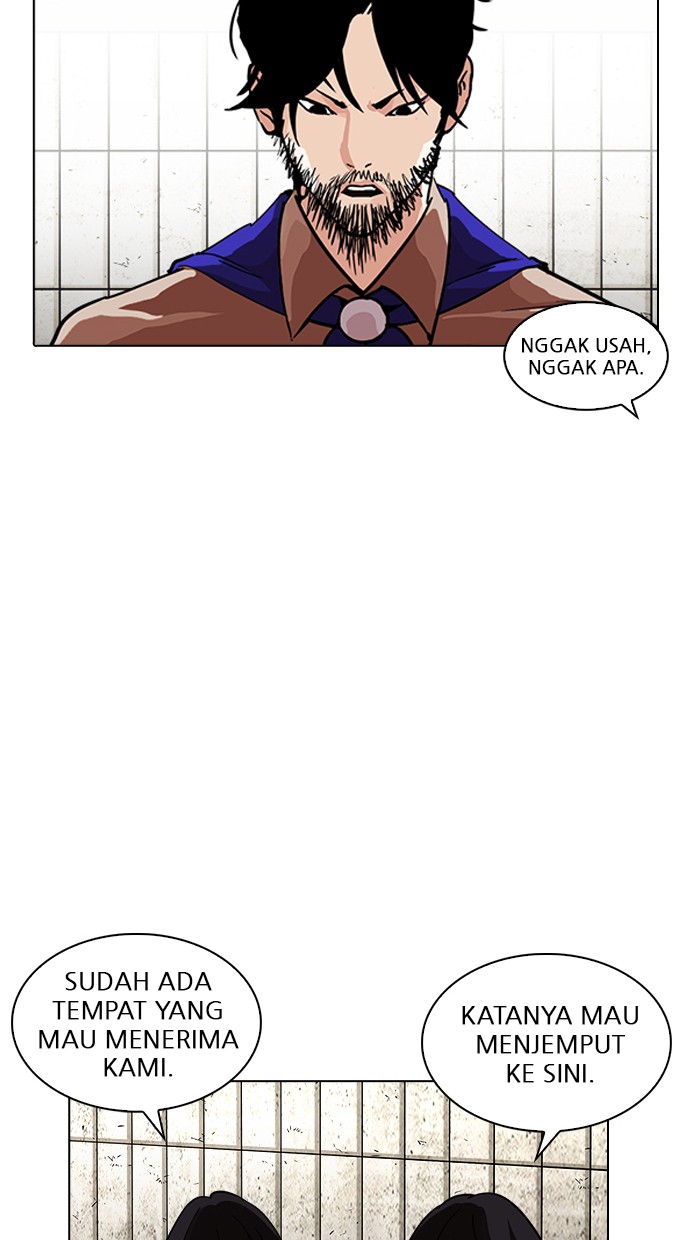 NGGAK USAH,
NGGAK APA.
SUDAH ADA
TEMPAT YANG
MAU MENERIMA
KAMI.
KATANYA MAU
MENJEMPUT
KE SINI.